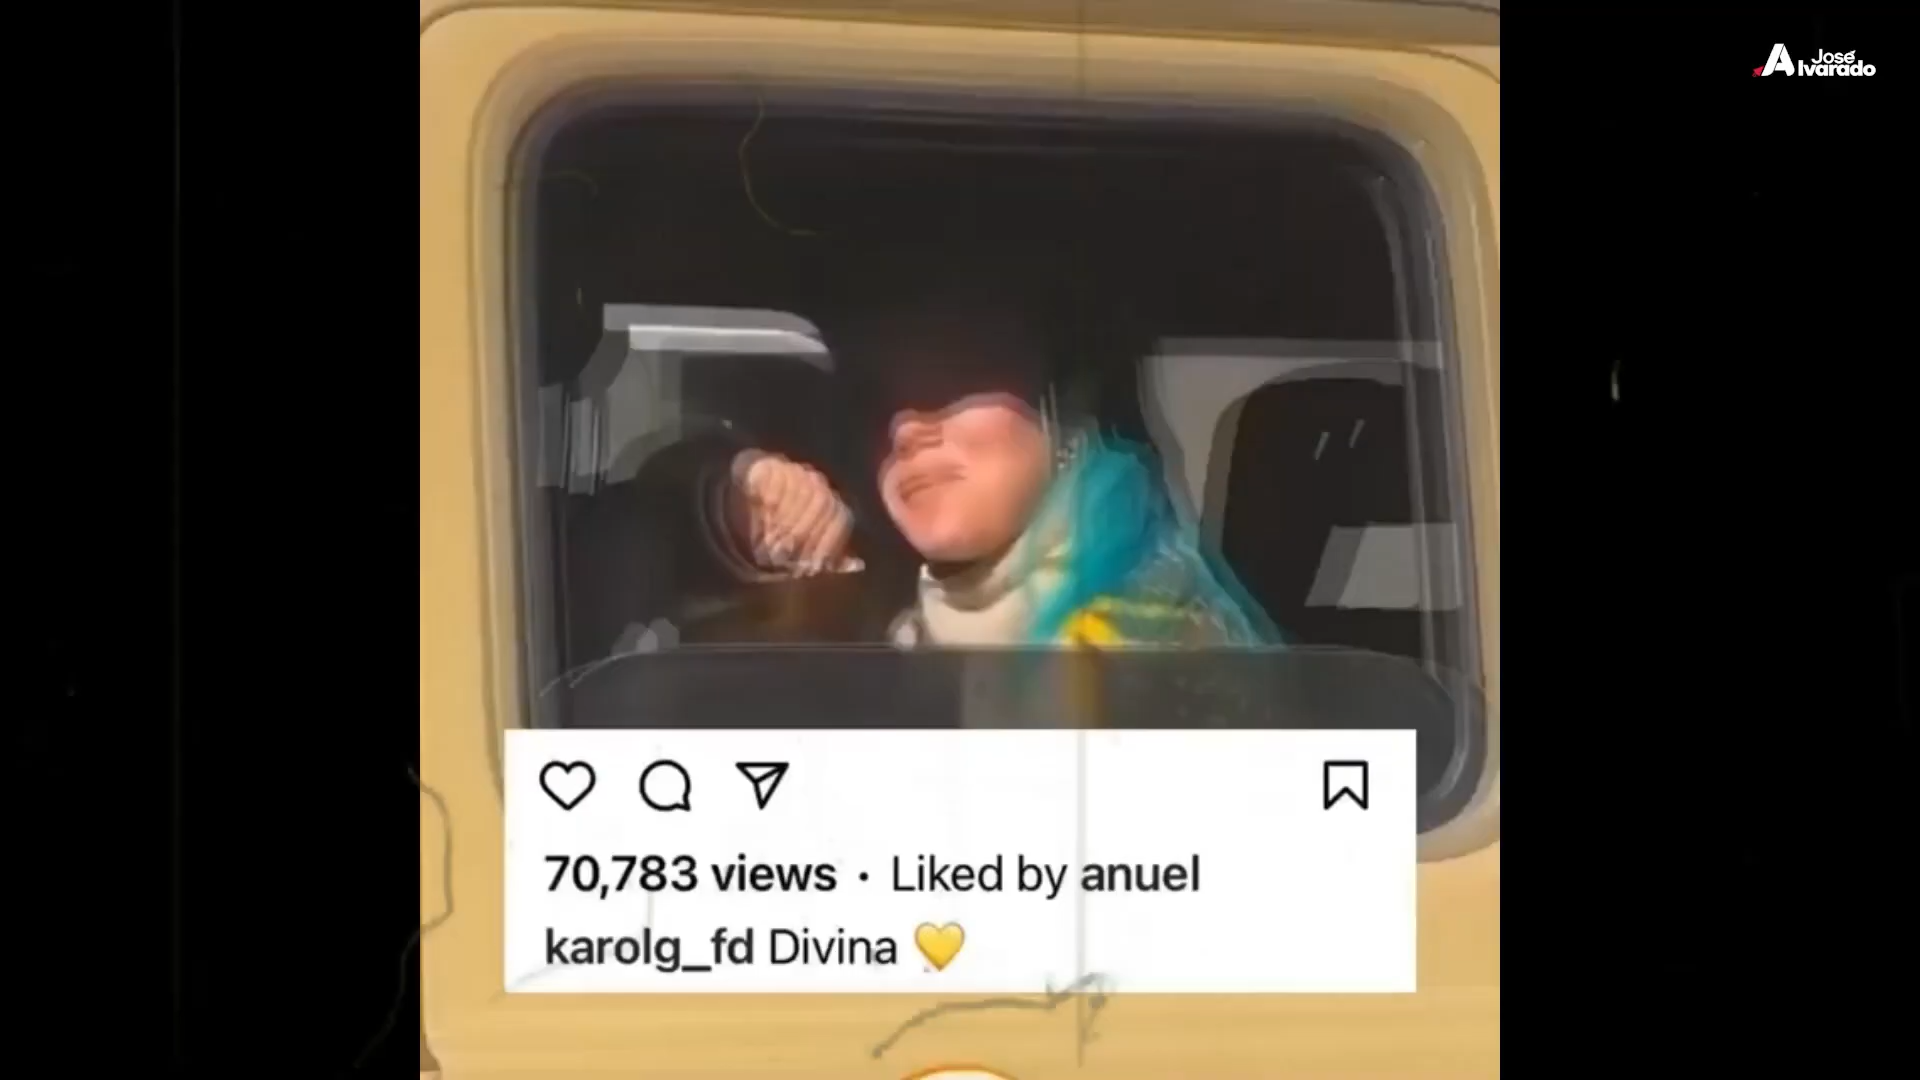 José
Alvarado
70,783 views · Liked by anuel
karolg_fd Divina 💛